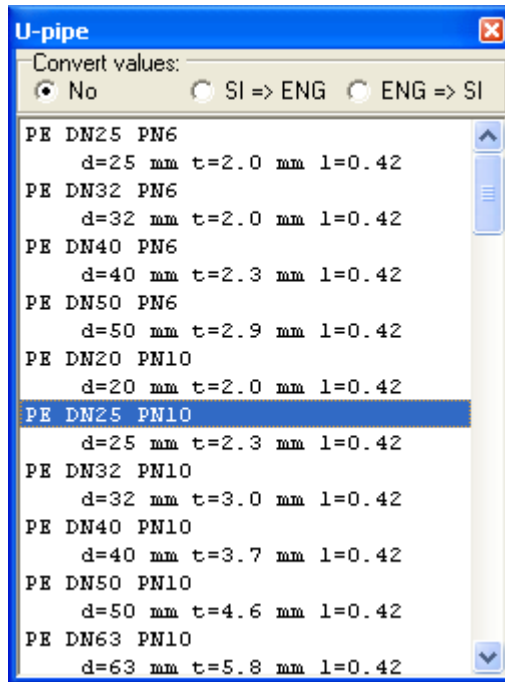 U-pipe
Convert values:
No SI => ENG ENG => SI
PE DN25 PN6
d=25 mm t=2.0 mm l=0.42
PE DN32 PN6
d=32 mm t=2.0 mm l=0.42
PE DN40 PN6
d=40 mm t=2.3 mm l=0.42
PE DN50 PN6
d=50 mm t=2.9 mm l=0.42
PE DN20 PN10
d=20 mm t=2.0 mm l=0.42
PE DN25 PN10
d=25 mm t=2.3 mm l=0.42
PE DN32 PN10
d=32 mm t=3.0 mm l=0.42
PE DN40 PN10
d=40 mm t=3.7 mm l=0.42
PE DN50 PN10
d=50 mm t=4.6 mm l=0.42
PE DN63 PN10
d=63 mm t=5.8 mm l=0.42